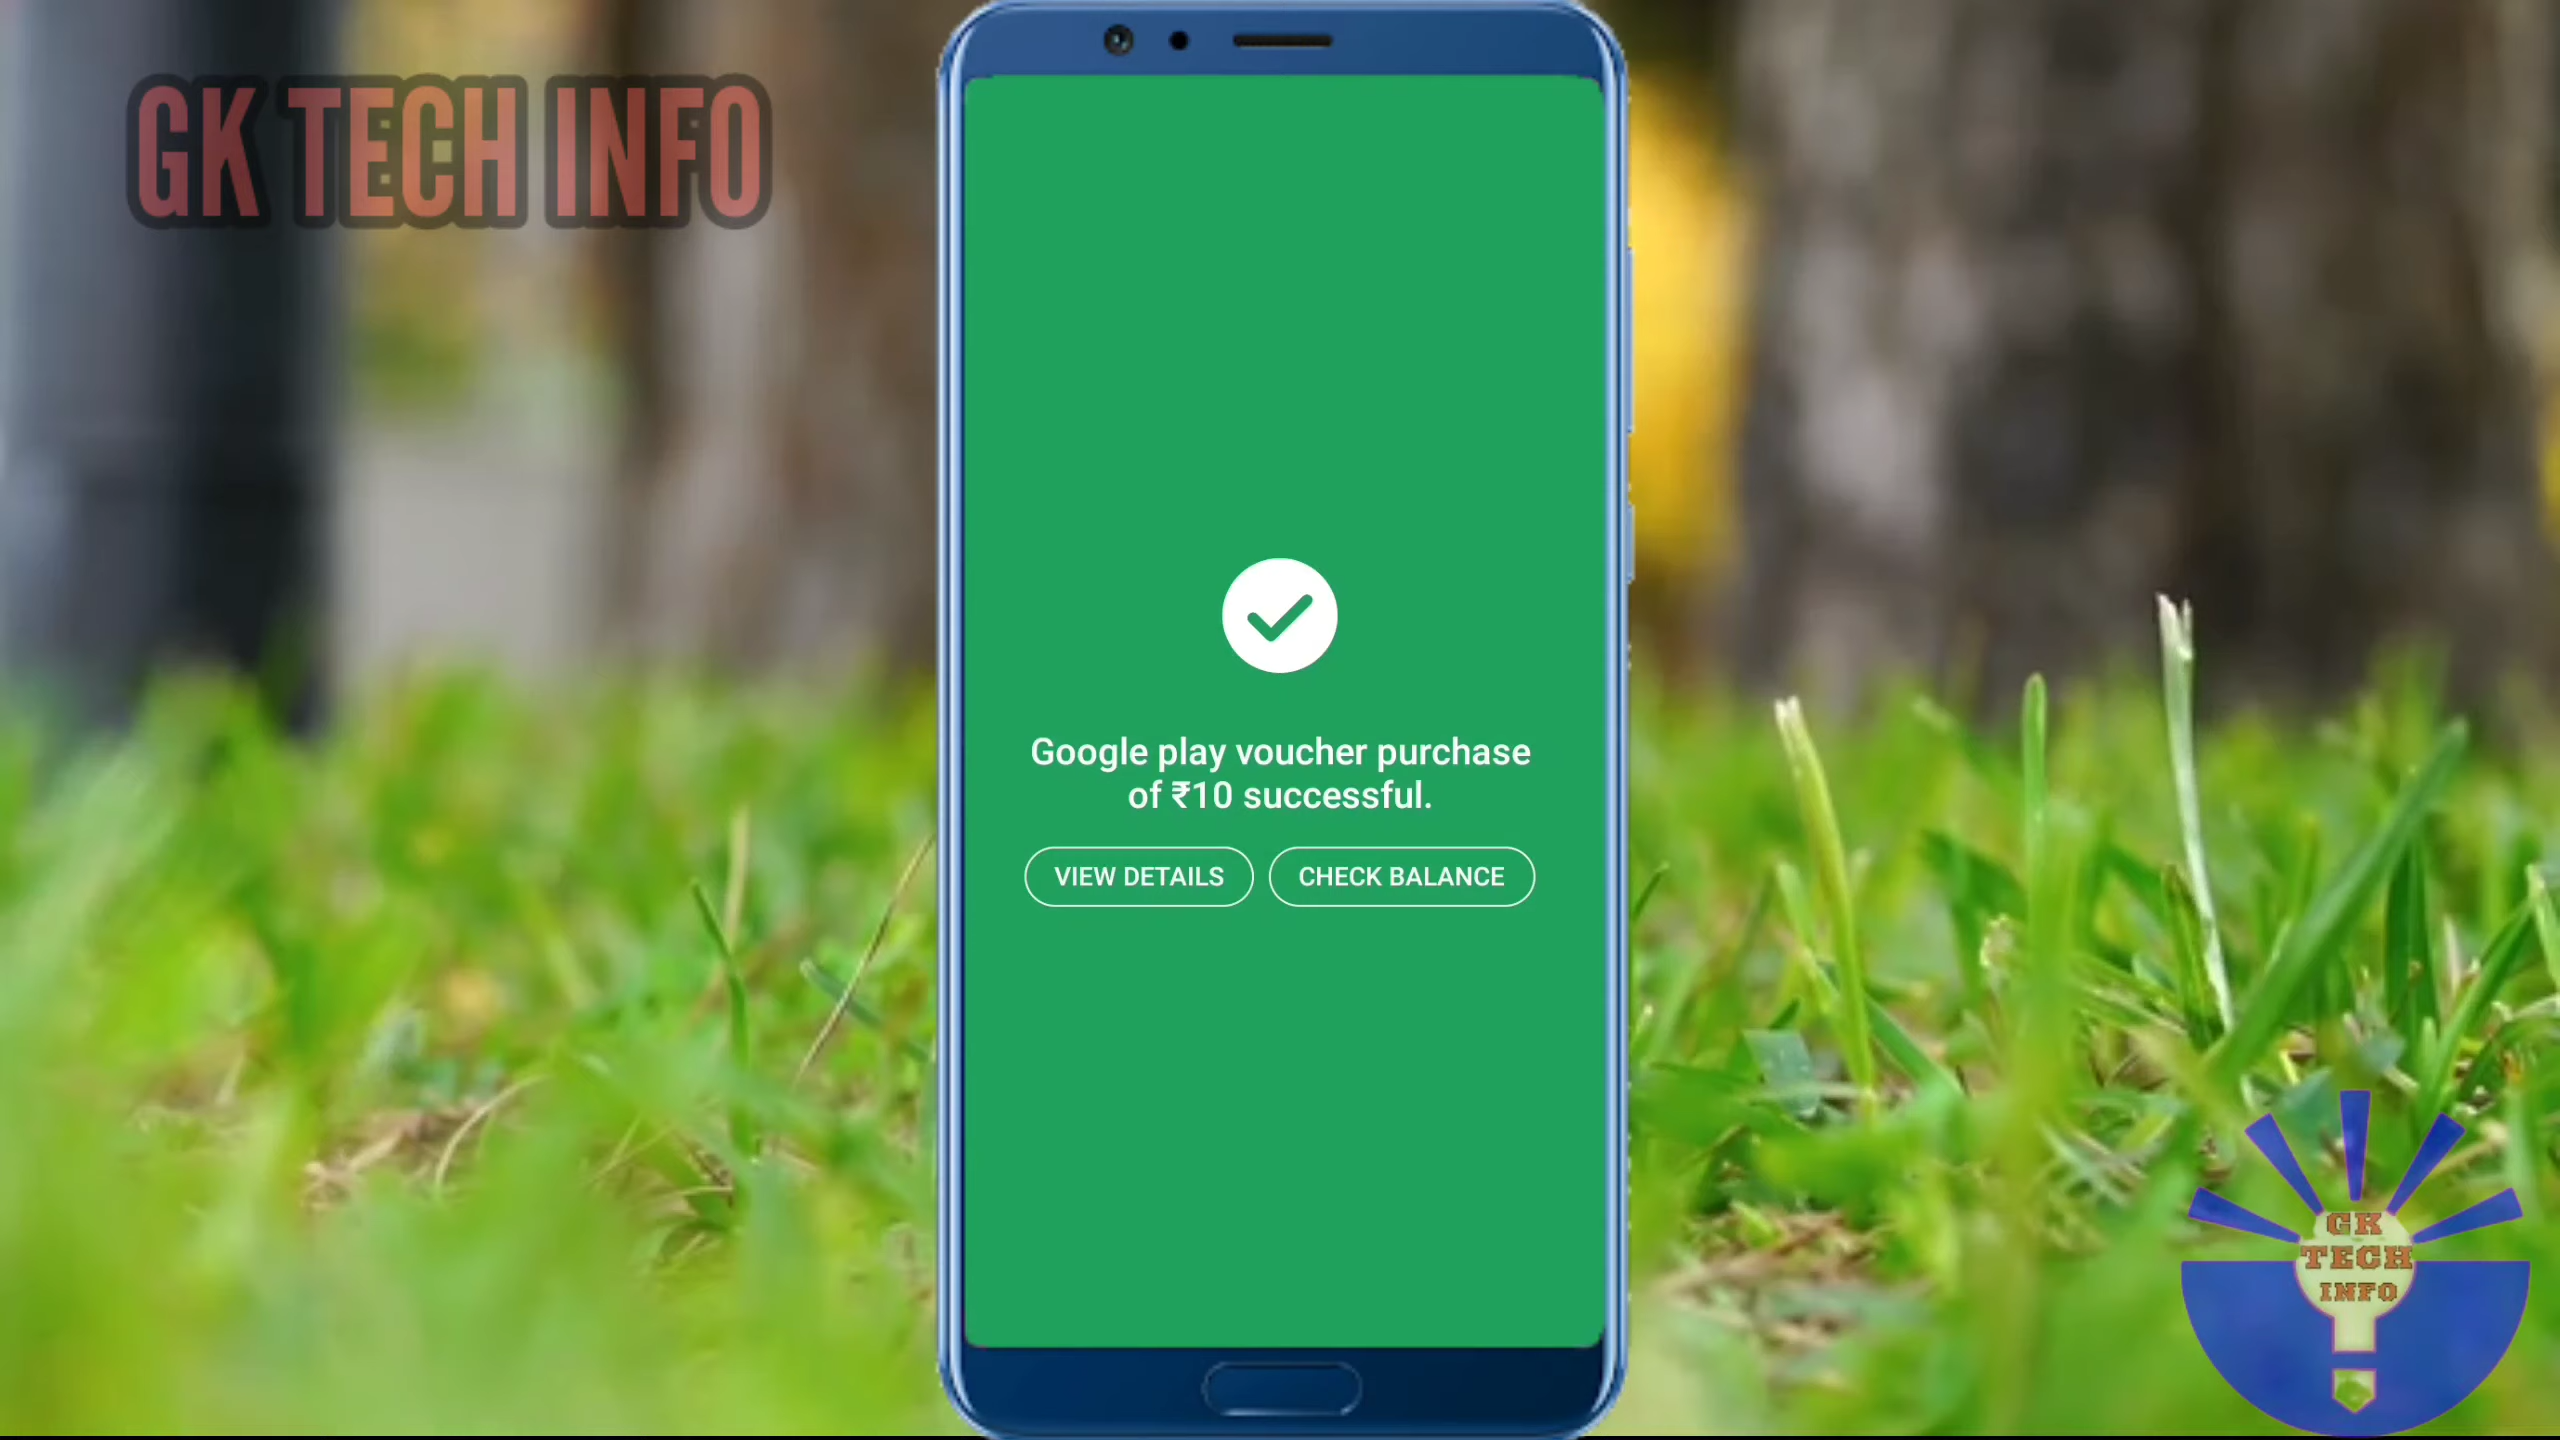 GK TECH INFO
Google play voucher purchase
of ₹10 successful.
VIEW DETAILS
CHECK BALANCE
GK
TECH
INFO